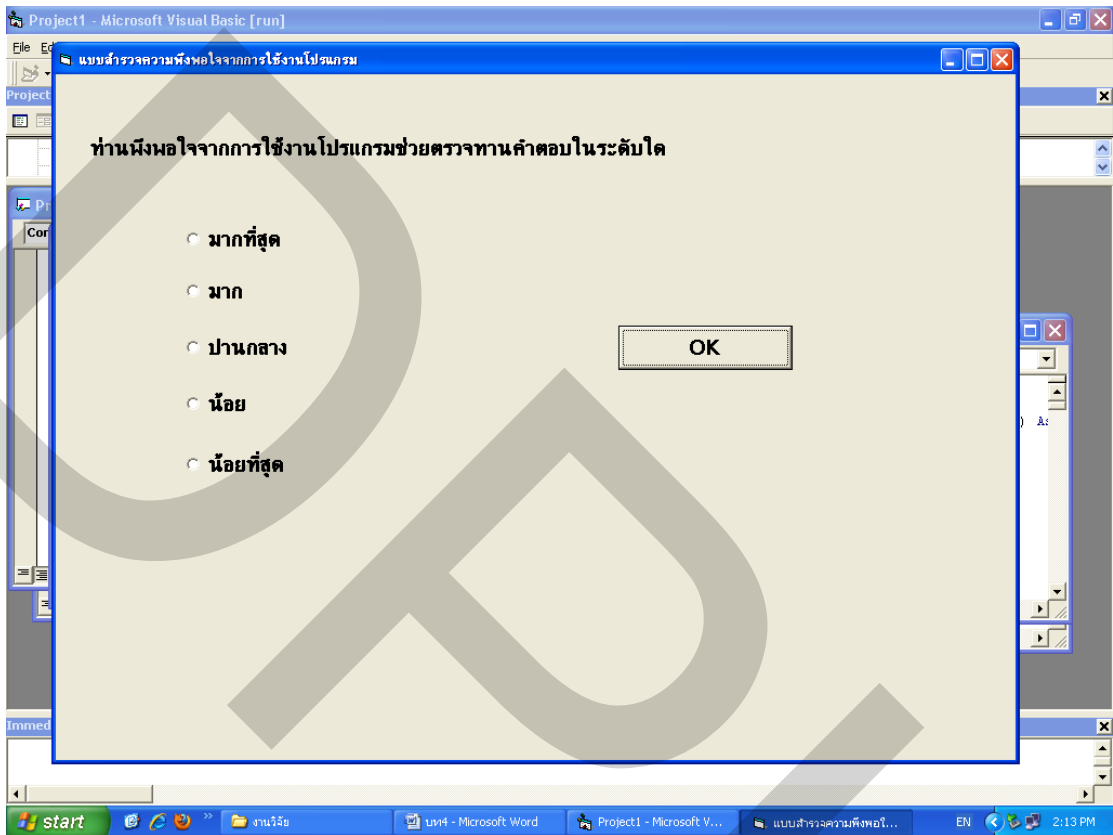 Project1 - Microsoft Visual Basic [run]
File Ed
แบบสำรวจความพึงพอใจจากการใช้งานโปรแกรม
Project
ท่านพึงพอใจจากการใช้งานโปรแกรมช่วยตรวจทานคำตอบในระดับใด
Pr
Cor
มากที่สุด
มาก
ปานกลาง
OK
น้อย
) As
น้อยที่สุด
Immed
start
งานวิจัย
บท4 - Microsoft Word
Project1 - Microsoft V...
แบบสำรวจความพึงพอใ...
EN
2:13 PM